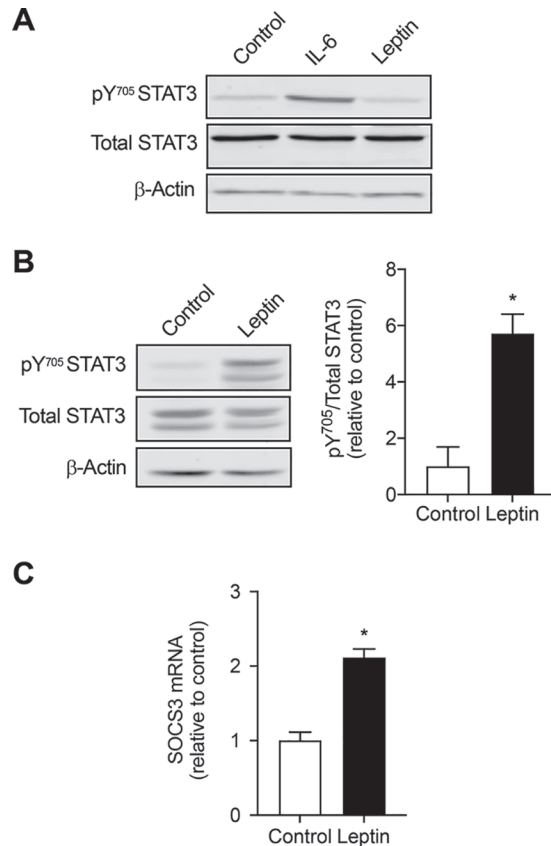 A
Control
IL-6
Leptin
pY⁷⁰⁵ STAT3
Total STAT3
β-Actin
B
Control
Leptin
pY⁷⁰⁵ STAT3
Total STAT3
β-Actin
pY⁷⁰⁵/Total STAT3
(relative to control)
8
6
4
2
0
*
Control Leptin
C
SOCS3 mRNA
(relative to control)
3
2
1
0
*
Control Leptin